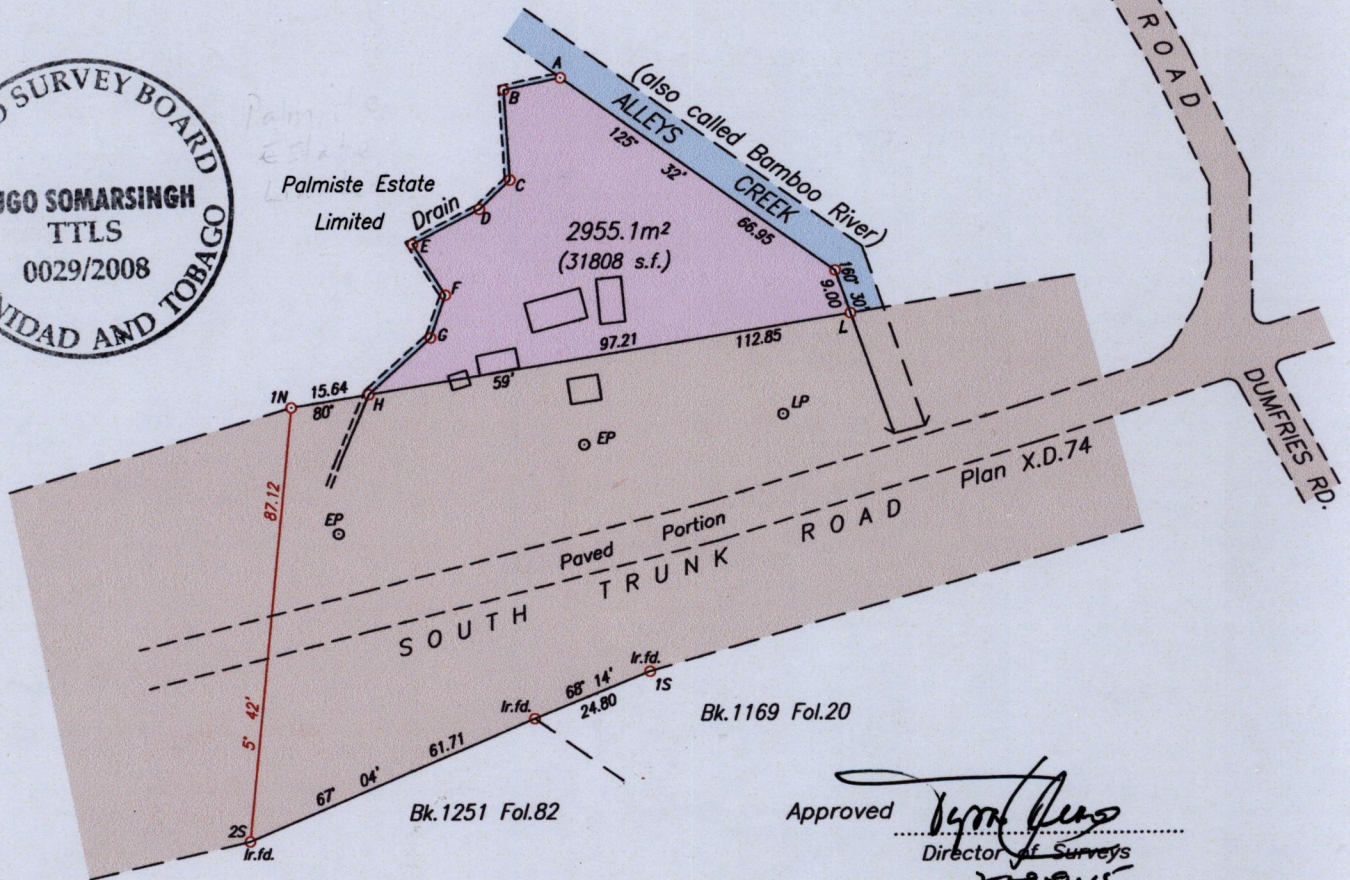 SURVEY BOARD
GO SOMARSINGH
TTLS
0029/2008
AND TOBAGO
Palmiste Estate
Limited
Drain
A
B
C
D
E
F
G
H
L
(also called Bamboo River)
ALLEYS
CREEK
125° 32'
66.95
160° 30'
9.00
2955.1m²
(31808 s.f.)
97.21
112.85
59'
1N
15.64
80°
87.12
5° 42'
EP
EP
LP
ROAD
DUMFRIES RD.
Plan X.D.74
Paved Portion
SOUTH TRUNK ROAD
Ir.fd.
1S
68° 14'
24.80
Ir.fd.
61.71
67° 04'
2S
Ir.fd.
Bk.1169 Fol.20
Bk.1251 Fol.82
Approved
Director of Surveys